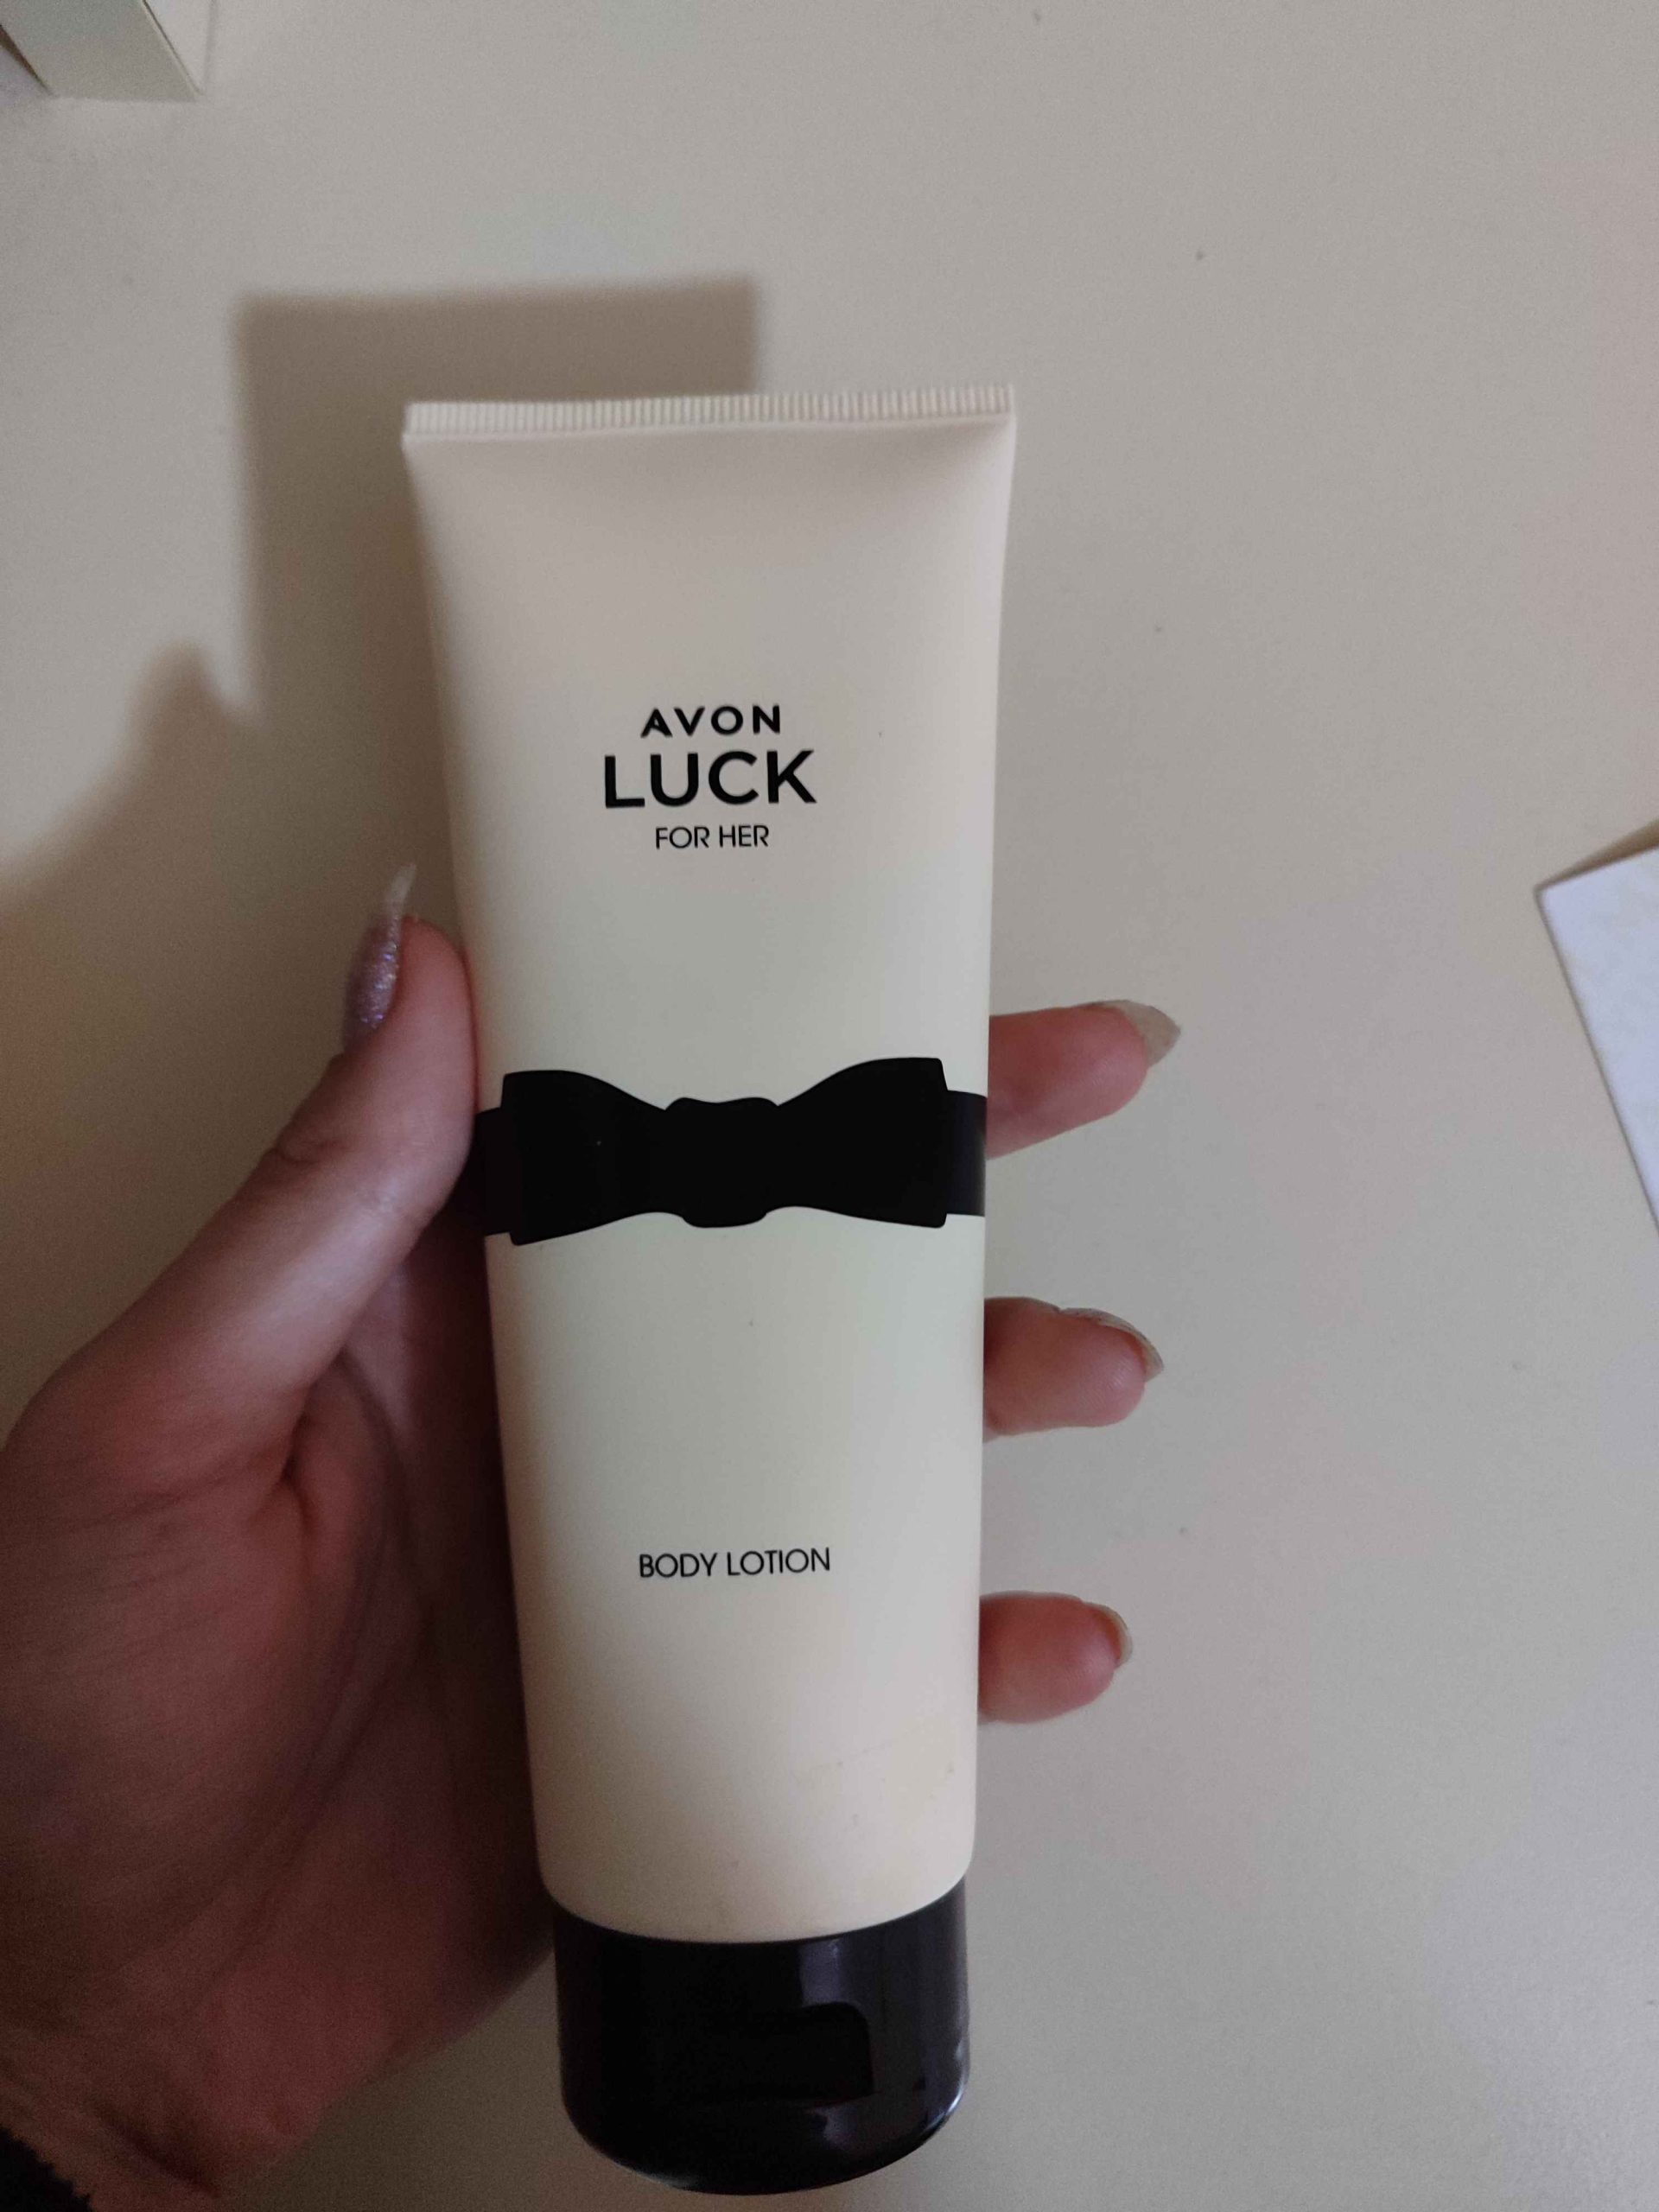 AVON
LUCK
FOR HER
BODY LOTION